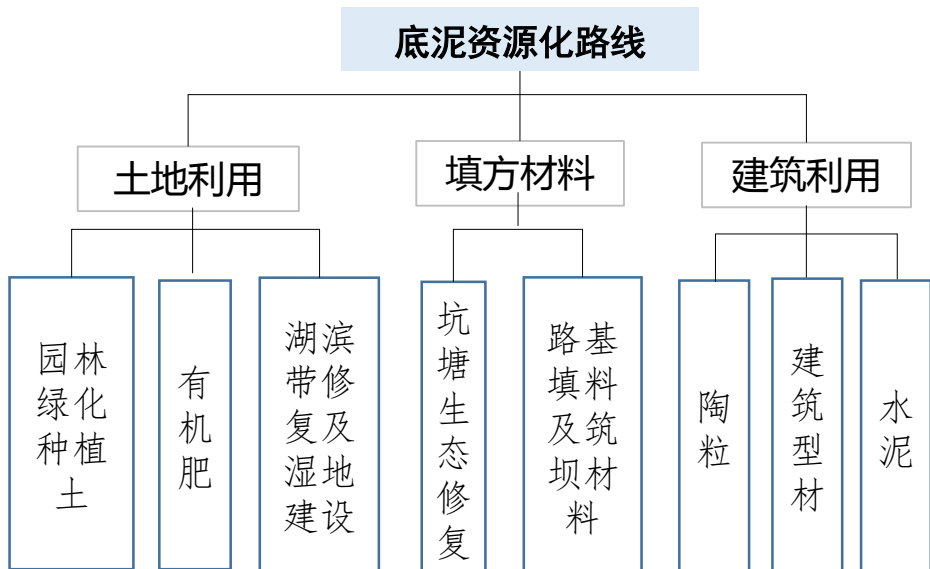 底泥资源化路线
土地利用
填方材料
建筑利用
园林
绿化
种植
土
有
机
肥
湖滨
带修
复及
湿地
建设
坑
塘
生
态
修
复
路基
填料
及筑
坝材
料
陶
粒
建
筑
型
材
水
泥